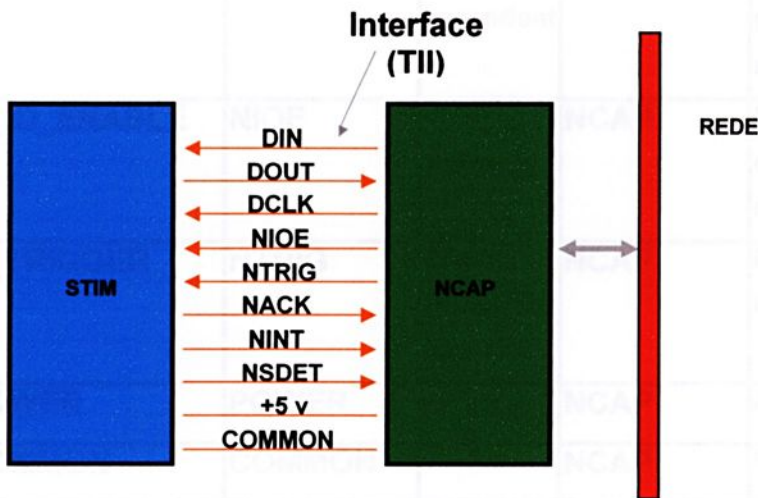 Interface
(TII)
REDE
DIN
DOUT
DCLK
NIOE
NTRIG
STIM
NCAP
NACK
NINT
NSDET
+5 v
COMMON